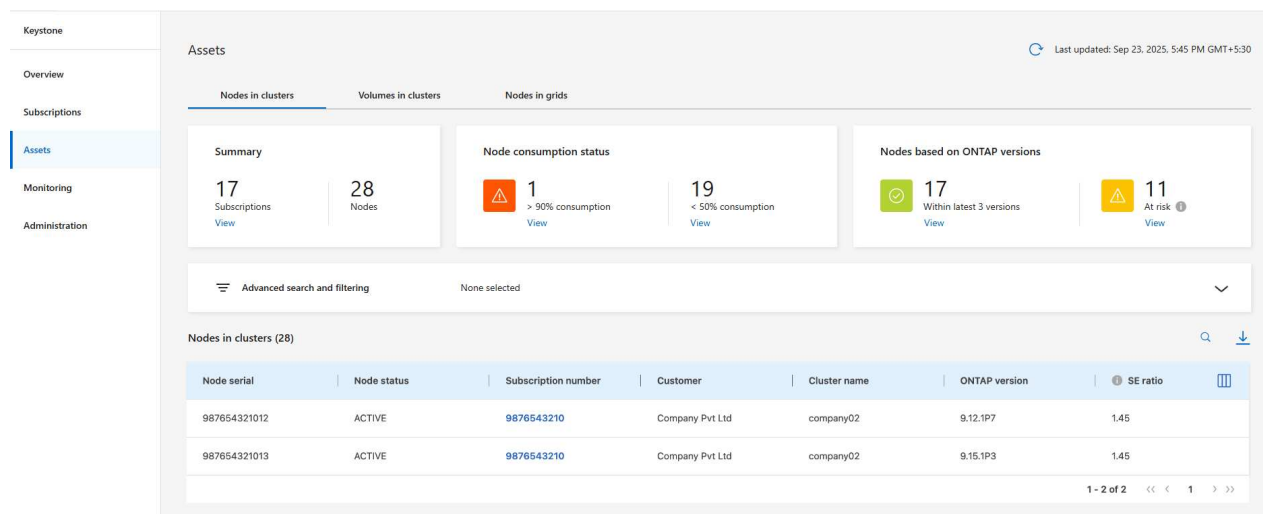 Keystone
Overview
Subscriptions
Assets
Monitoring
Administration
Assets
Last updated: Sep 23, 2025, 5:45 PM GMT+5:30
Nodes in clusters Volumes in clusters Nodes in grids
Summary
17 28
Subscriptions Nodes
View
Node consumption status
1 19
> 90% consumption < 50% consumption
View View
Nodes based on ONTAP versions
17 11
Within latest 3 versions At risk
View View
Advanced search and filtering None selected
Nodes in clusters (28)
Node serial Node status Subscription number Customer Cluster name ONTAP version SE ratio
987654321012 ACTIVE 9876543210 Company Pvt Ltd company02 9.12.1P7 1.45
987654321013 ACTIVE 9876543210 Company Pvt Ltd company02 9.15.1P3 1.45
1 - 2 of 2 << < 1 > >>